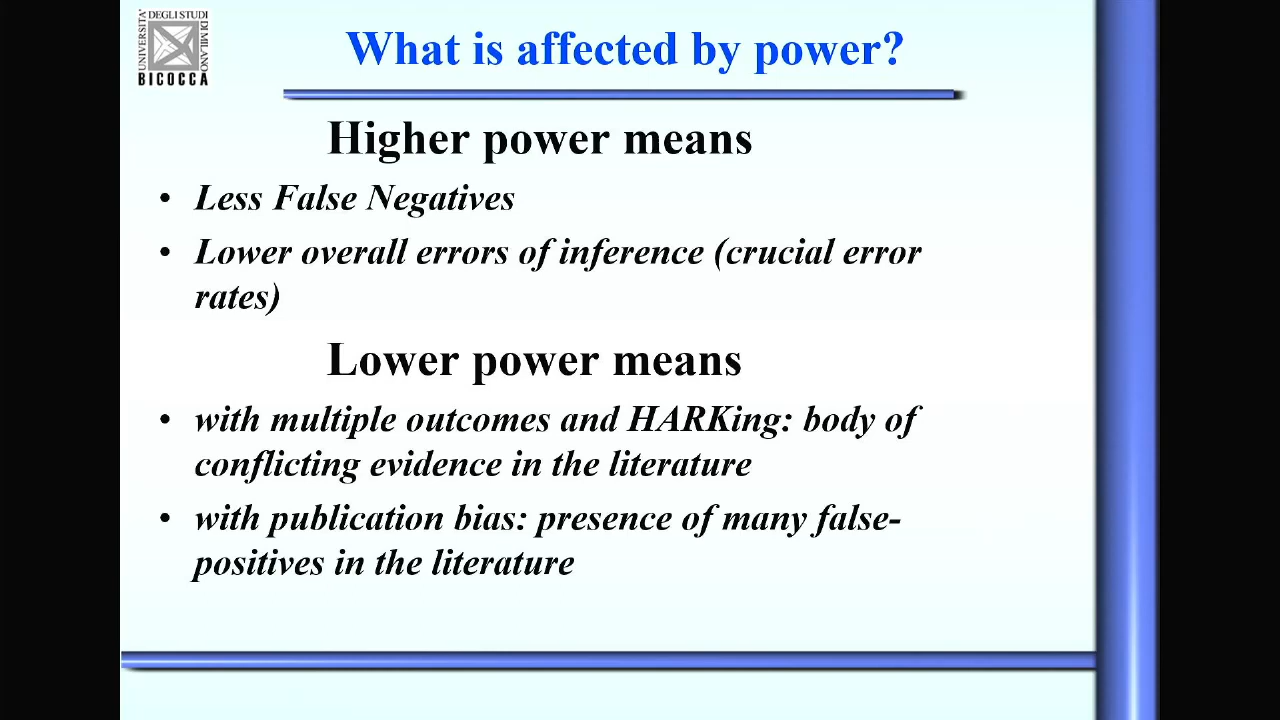 UNIVERSITA'
DEGLI STUDI
DI MILANO
BICOCCA
What is affected by power?
Higher power means
• Less False Negatives
• Lower overall errors of inference (crucial error
rates)
Lower power means
• with multiple outcomes and HARKing: body of
conflicting evidence in the literature
• with publication bias: presence of many false-
positives in the literature